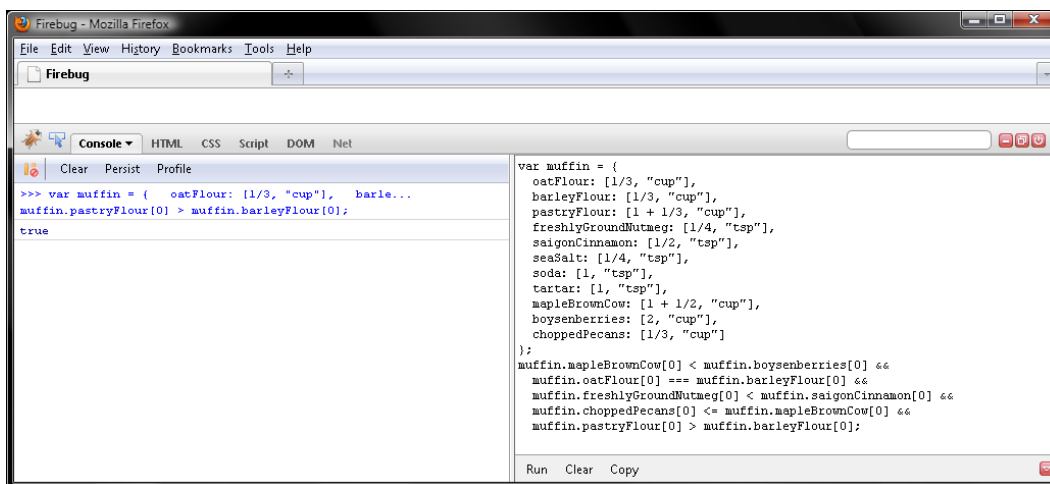 Firebug - Mozilla Firefox
File Edit View History Bookmarks Tools Help
Firebug
Console HTML CSS Script DOM Net
Clear Persist Profile
>>> var muffin = { oatFlour: [1/3, "cup"], barle...
muffin.pastryFlour[0] > muffin.barleyFlour[0];
true
var muffin = {
oatFlour: [1/3, "cup"],
barleyFlour: [1/3, "cup"],
pastryFlour: [1 + 1/3, "cup"],
freshlyGroundNutmeg: [1/4, "tsp"],
saigonCinnamon: [1/2, "tsp"],
seaSalt: [1/4, "tsp"],
soda: [1, "tsp"],
tartar: [1, "tsp"],
mapleBrownCow: [1 + 1/2, "cup"],
boysenberries: [2, "cup"],
choppedPecans: [1/3, "cup"]
};
muffin.mapleBrownCow[0] < muffin.boysenberries[0] &&
muffin.oatFlour[0] === muffin.barleyFlour[0] &&
muffin.freshlyGroundNutmeg[0] < muffin.saigonCinnamon[0] &&
muffin.choppedPecans[0] <= muffin.mapleBrownCow[0] &&
muffin.pastryFlour[0] > muffin.barleyFlour[0];
Run Clear Copy